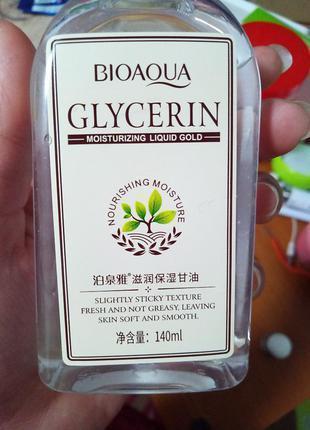 BIOAQUA
GLYCERIN
MOISTURIZING LIQUID GOLD
NOURISHING MOISTURE
泊泉雅®滋润保湿甘油
SLIGHTLY STICKY TEXTURE
FRESH AND NOT GREASY, LEAVING
SKIN SOFT AND SMOOTH.
净含量：140ml